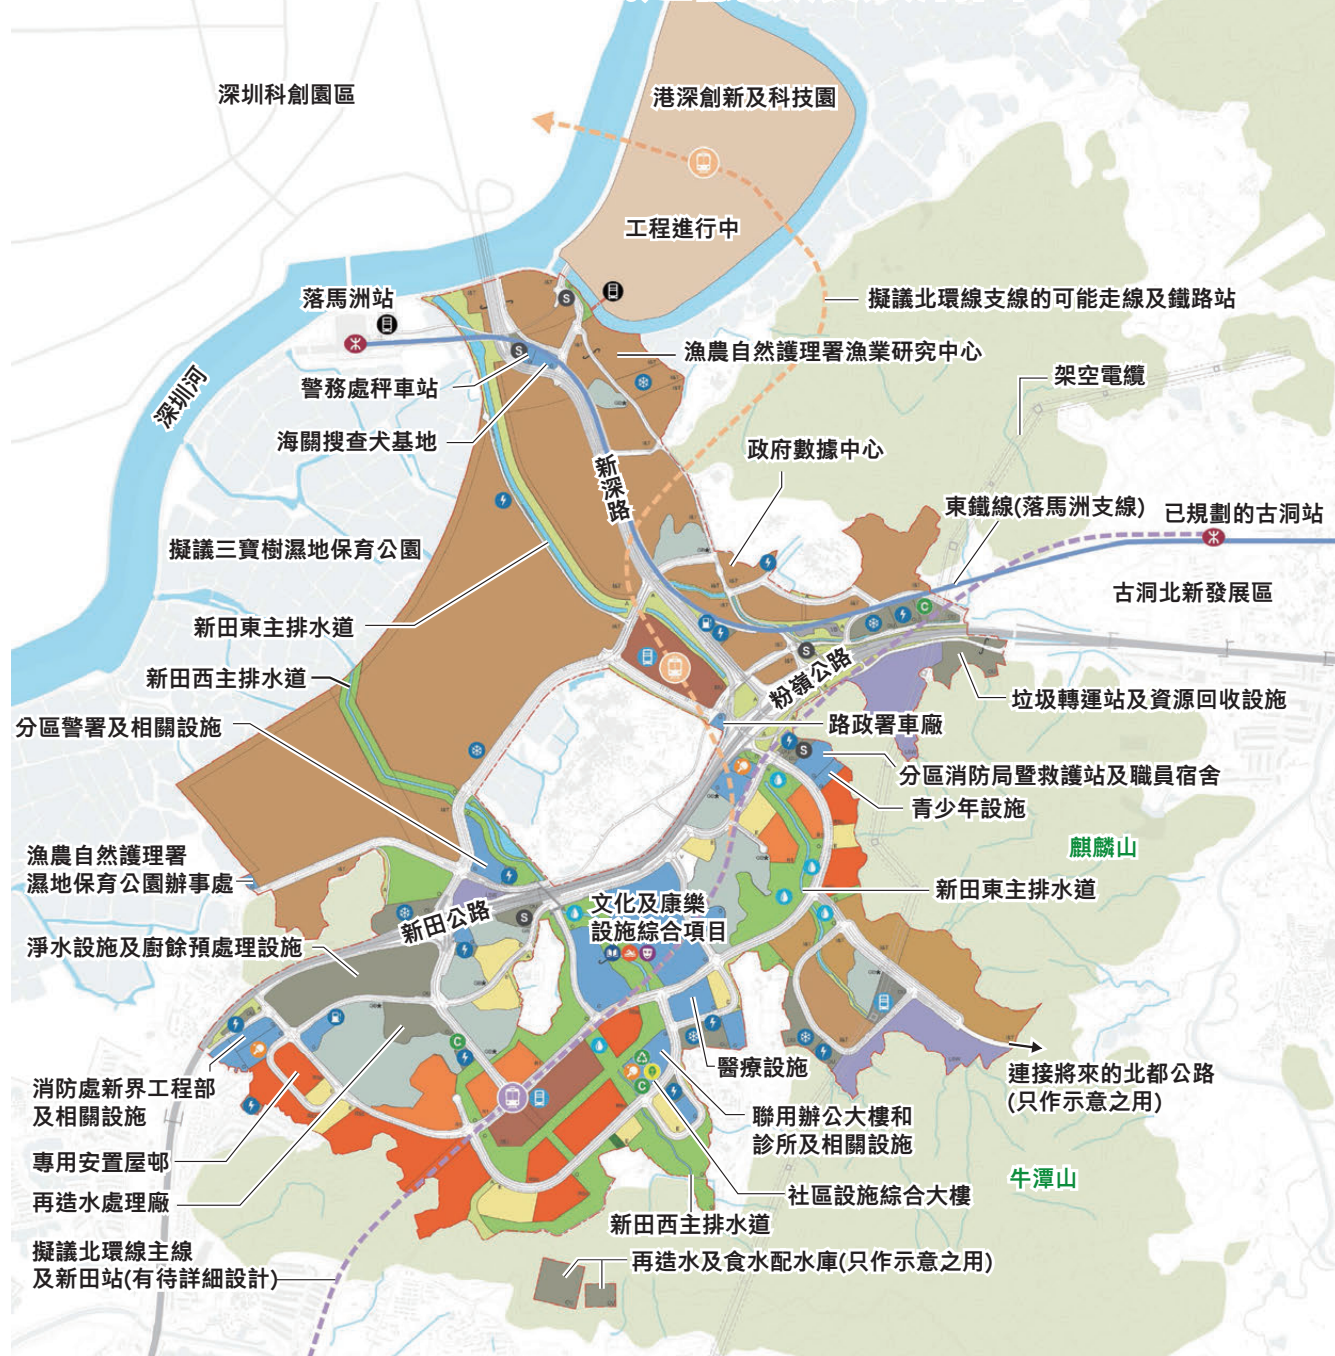 深圳科創園區
港深創新及科技園
工程進行中
落馬洲站
擬議北環線支線的可能走線及鐵路站
漁農自然護理署漁業研究中心
架空電纜
警務處秤車站
深圳河
海關搜查犬基地
政府數據中心
新深路
東鐵線(落馬洲支線)
已規劃的古洞站
擬議三寶樹濕地保育公園
古洞北新發展區
新田東主排水道
新田西主排水道
粉嶺公路
垃圾轉運站及資源回收設施
分區警署及相關設施
路政署車廠
分區消防局暨救護站及職員宿舍
青少年設施
麒麟山
漁農自然護理署
濕地保育公園辦事處
新田東主排水道
新田公路
文化及康樂
設施綜合項目
淨水設施及廚餘預處理設施
醫療設施
連接將來的北都公路
(只作示意之用)
消防處新界工程部
及相關設施
聯用辦公大樓和
診所及相關設施
專用安置屋邨
牛潭山
社區設施綜合大樓
再造水處理廠
新田西主排水道
擬議北環線主線
及新田站(有待詳細設計)
再造水及食水配水庫(只作示意之用)
S
S
S
S
S
C
C
C